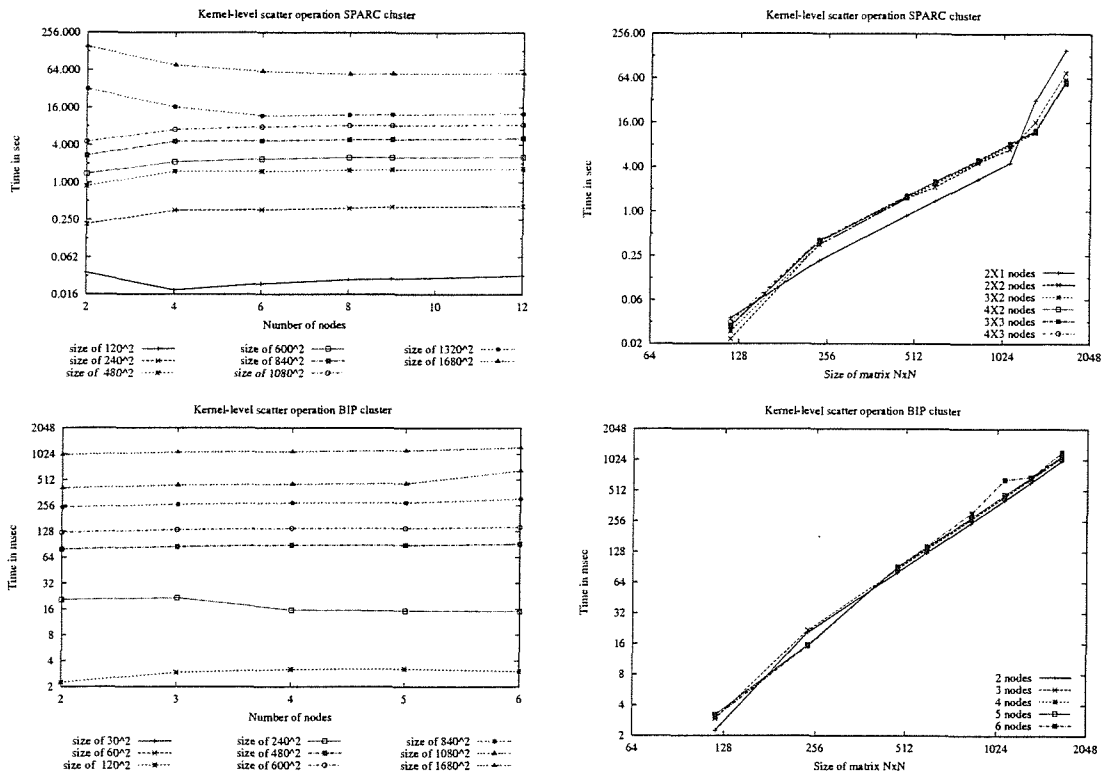 Kernel-level scatter operation SPARC cluster
256.000
64.000
16.000
4.000
1.000
0.250
0.062
0.016
Time in sec
2 4 6 8 10 12
Number of nodes
size of 120^2
size of 240^2
size of 480^2
size of 600^2
size of 840^2
size of 1080^2
size of 1320^2
size of 1680^2
Kernel-level scatter operation SPARC cluster
256.00
64.00
16.00
4.00
1.00
0.25
0.06
0.02
Time in sec
64 128 256 512 1024 2048
Size of matrix NxN
2X1 nodes
2X2 nodes
3X2 nodes
4X2 nodes
3X3 nodes
4X3 nodes
Kernel-level scatter operation BIP cluster
2048
1024
512
256
128
64
32
16
8
4
2
Time in msec
2 3 4 5 6
Number of nodes
size of 30^2
size of 60^2
size of 120^2
size of 240^2
size of 480^2
size of 600^2
size of 840^2
size of 1080^2
size of 1680^2
Kernel-level scatter operation BIP cluster
2048
1024
512
256
128
64
32
16
8
4
2
Time in msec
64 128 256 512 1024 2048
Size of matrix NxN
2 nodes
3 nodes
4 nodes
5 nodes
6 nodes